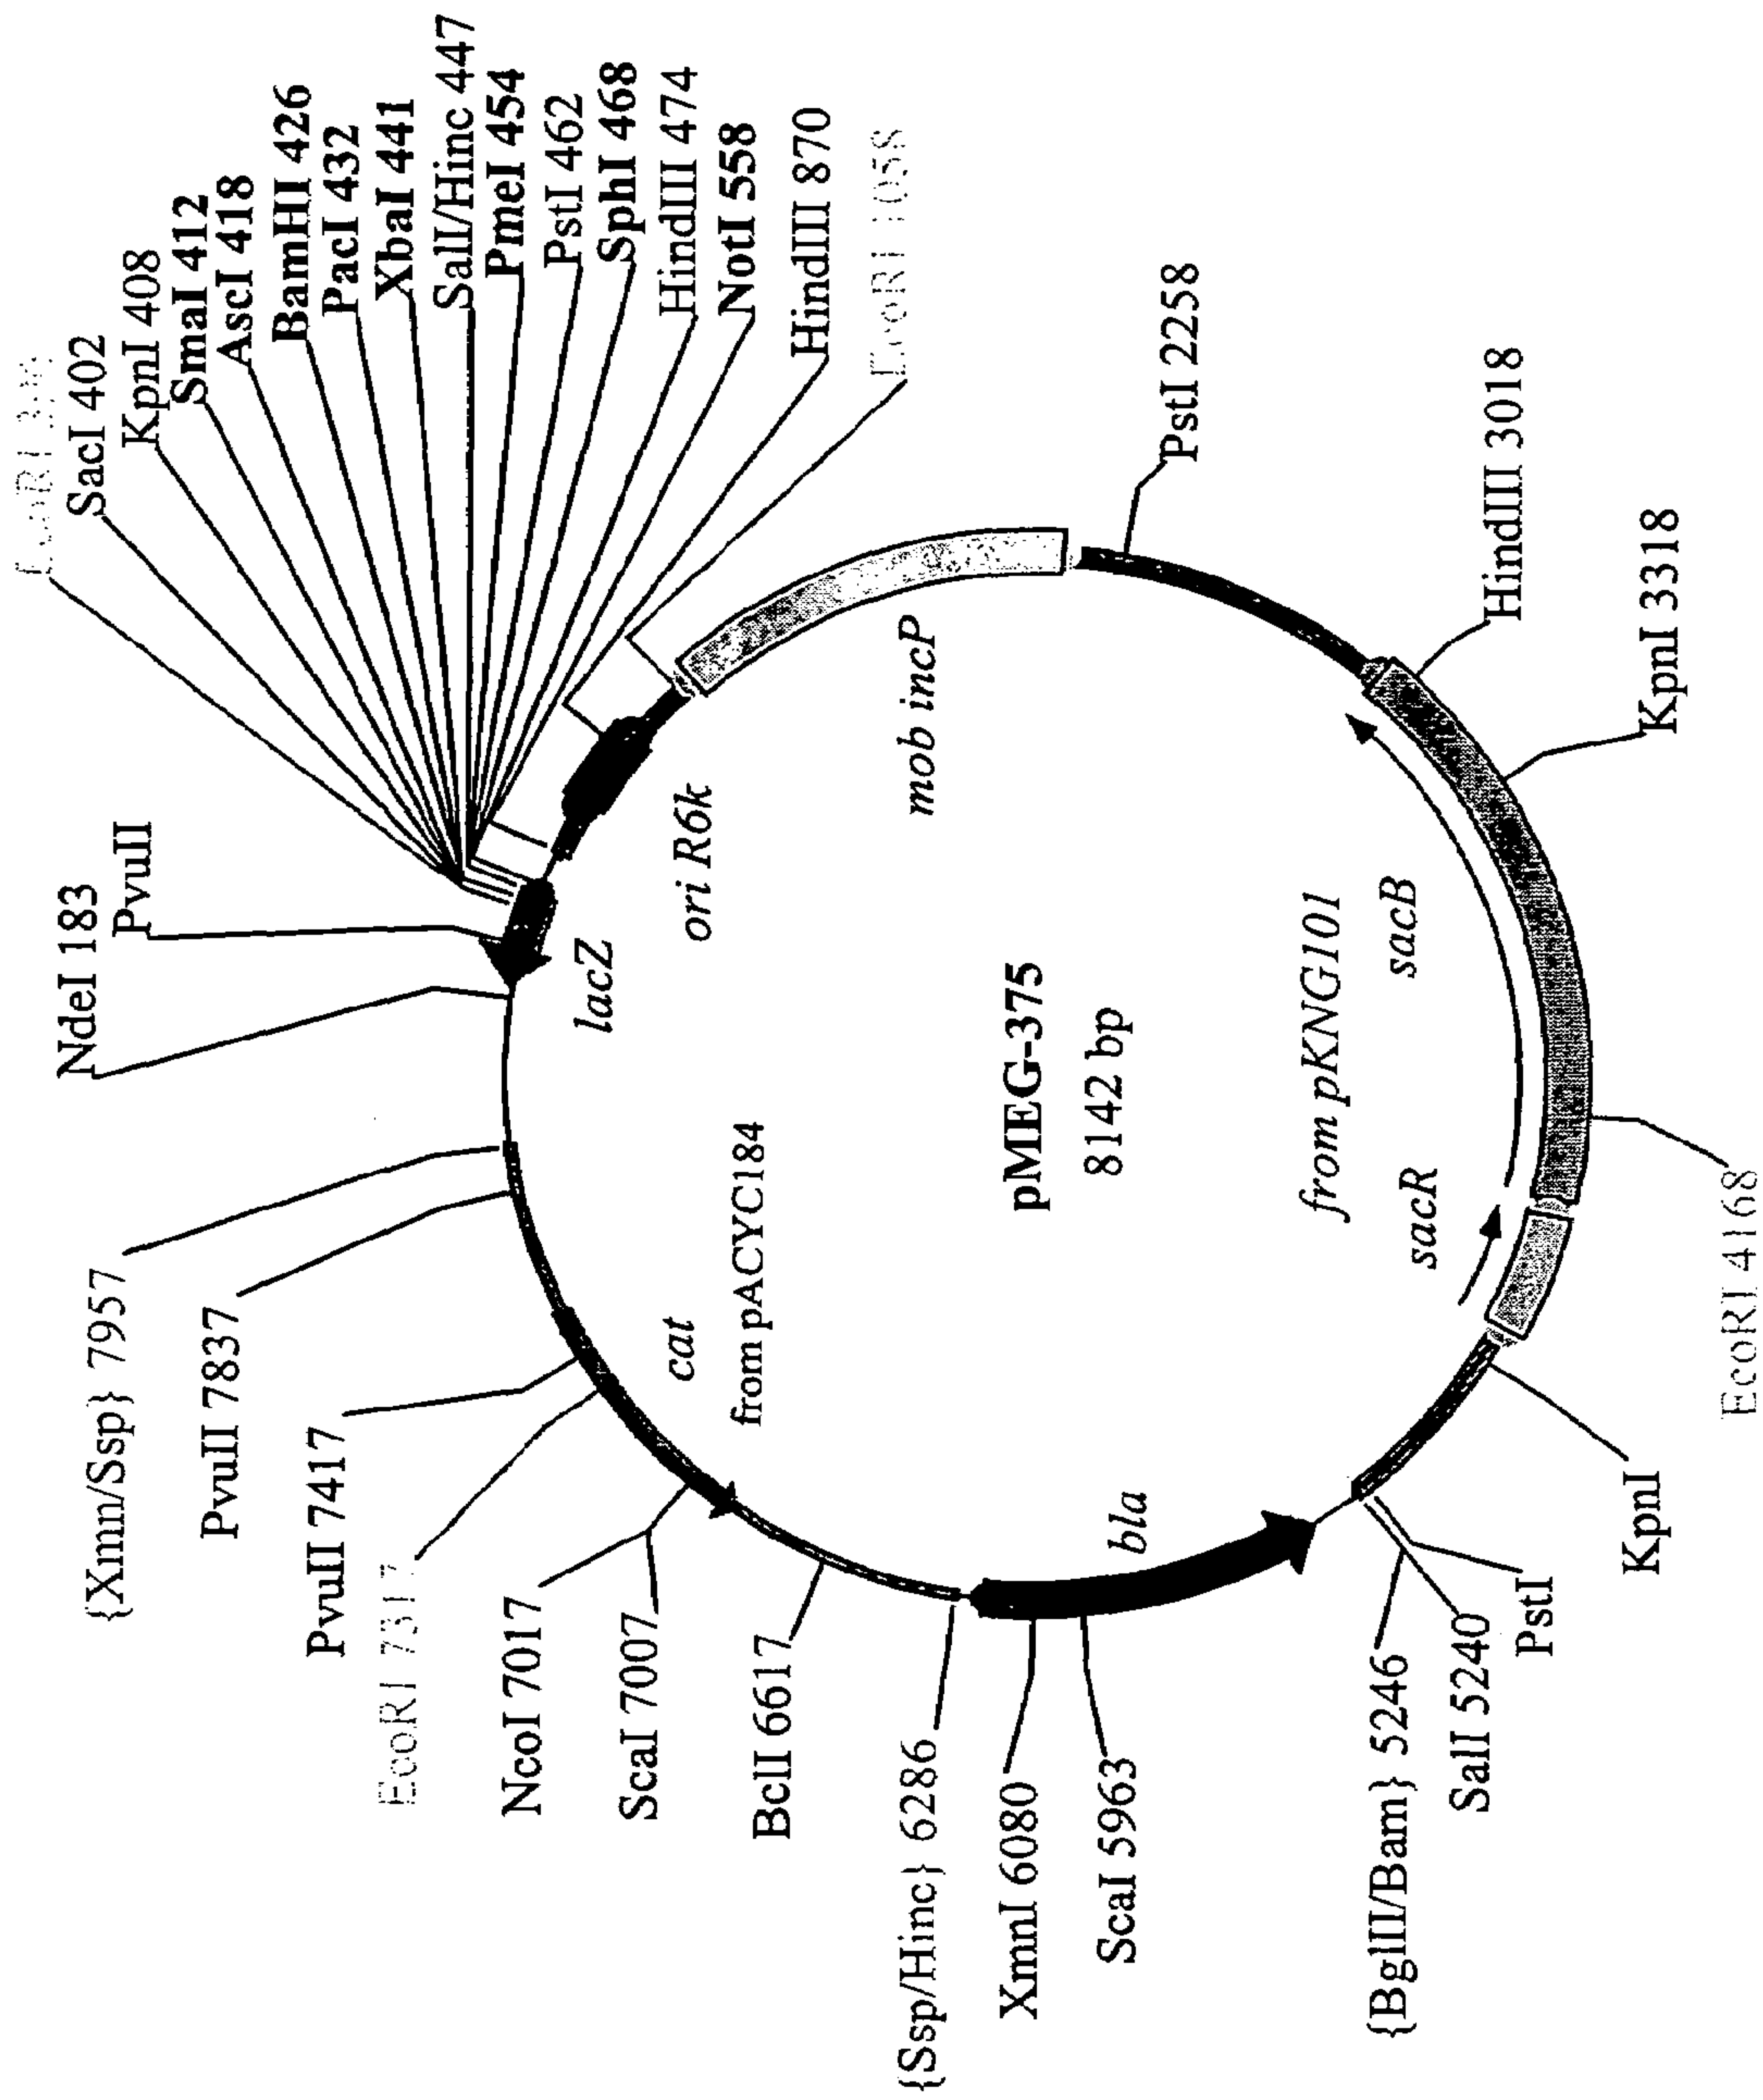 EcoRI
SacI 402
KpnI 408
SmaI 412
AscI 418
BamHI 426
PacI 432
XbaI 441
SalI/Hinc 447
PmeI 454
PstI 462
SphI 468
HindIII 474
NotI 558
HindIII 870
EcoRI 1058
PstI 2258
HindIII 3018
KpnI 3318
EcoRI 4168
KpnI
PstI
SalI 5240
{BglII/Bam} 5246
ScaI 5963
XmnI 6080
{Ssp/Hinc} 6286
BclI 6617
ScaI 7007
NcoI 7017
EcoRI 7317
PvuII 7417
PvuII 7837
{Xmn/Ssp} 7957
NdeI 183
PvuII
lacZ
ori R6k
mob incP
sacB
from pKNG101
sacR
bla
cat
from pACYC184
pMEG-375
8142 bp